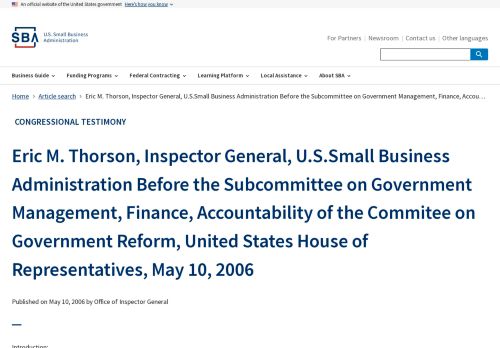 An official website of the United States government Here's how you know
SBA U.S. Small Business
Administration
For Partners | Newsroom | Contact us | Other languages
Business Guide Funding Programs Federal Contracting Learning Platform Local Assistance About SBA
Home › Article search › Eric M. Thorson, Inspector General, U.S.Small Business Administration Before the Subcommittee on Government Management, Finance, Accou...
CONGRESSIONAL TESTIMONY
Eric M. Thorson, Inspector General, U.S.Small Business
Administration Before the Subcommittee on Government
Management, Finance, Accountability of the Commitee on
Government Reform, United States House of
Representatives, May 10, 2006
Published on May 10, 2006 by Office of Inspector General
Introduction: